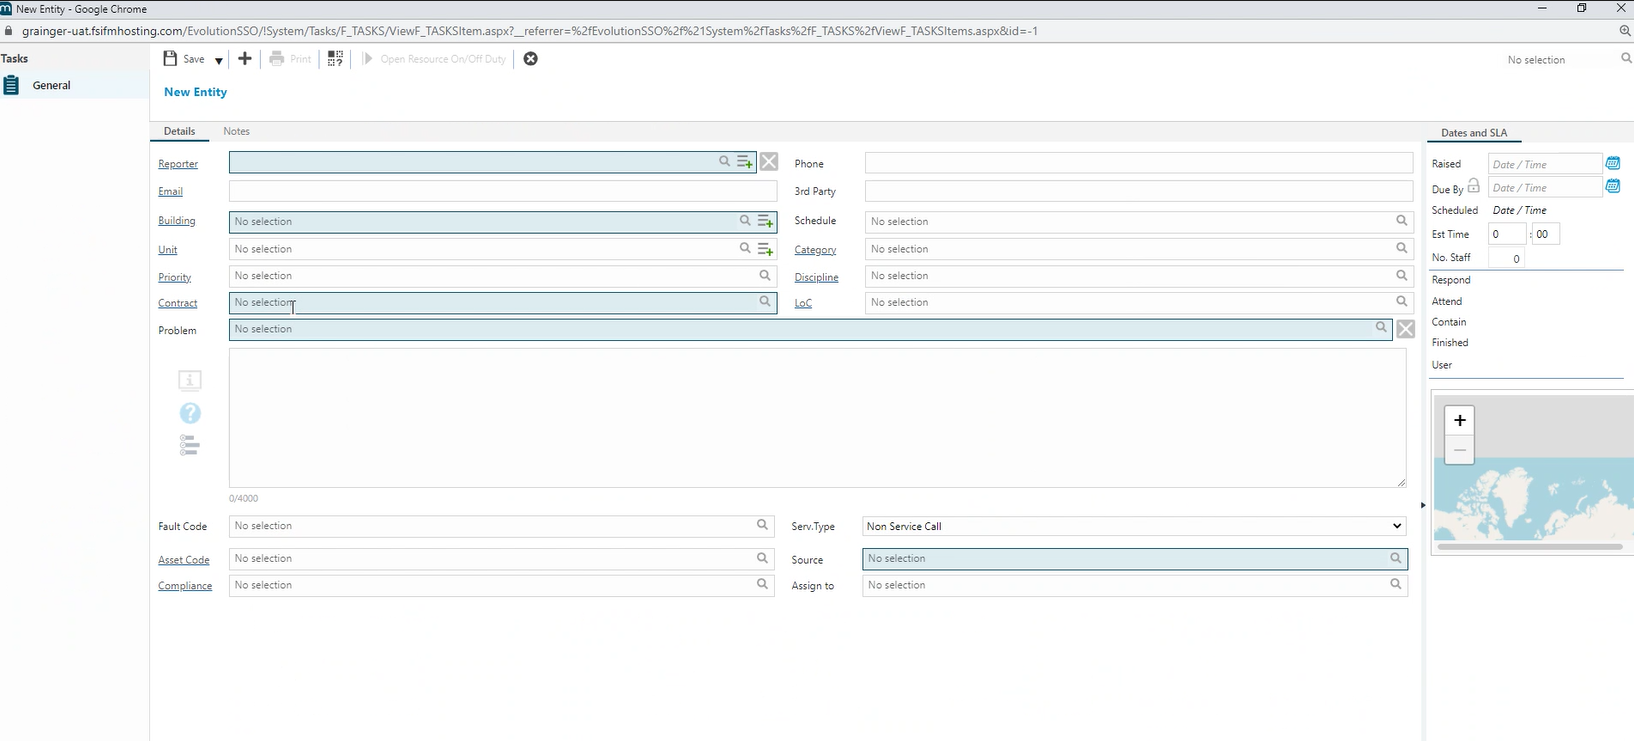 New Entity - Google Chrome
grainger-uat.fsifmhosting.com/EvolutionSSO/!System/Tasks/F_TASKS/ViewF_TASKSItem.aspx?__referrer=%2fEvolutionSSO%2f%21System%2fTasks%2fF_TASKS%2fViewF_TASKSItems.aspx&id=-1
Tasks
Save
Print
Open Resource On/Off Duty
No selection
General
New Entity
Details Notes
Dates and SLA
Reporter
Phone
Raised Date / Time
Email
3rd Party
Due By Date / Time
Building No selection
Schedule No selection
Scheduled Date / Time
Unit No selection
Category No selection
Est Time 0 : 00
Priority No selection
Discipline No selection
No. Staff 0
Contract No selection
LoC No selection
Respond
Attend
Problem No selection
Contain
Finished
User
+
−
0/4000
Fault Code No selection
Serv.Type Non Service Call
Asset Code No selection
Source No selection
Compliance No selection
Assign to No selection